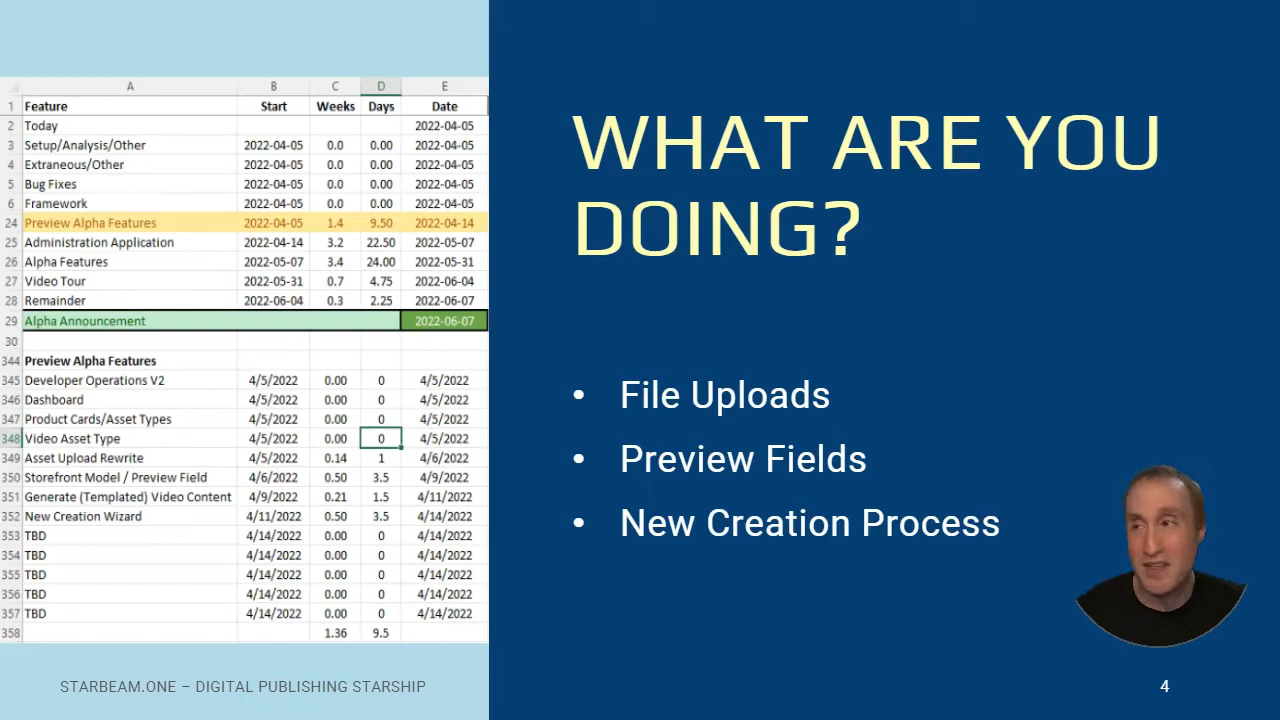 A B C D E
1 Feature Start Weeks Days Date
2 Today 2022-04-05
3 Setup/Analysis/Other 2022-04-05 0.0 0.00 2022-04-05
4 Extraneous/Other 2022-04-05 0.0 0.00 2022-04-05
5 Bug Fixes 2022-04-05 0.0 0.00 2022-04-05
6 Framework 2022-04-05 0.0 0.00 2022-04-05
24 Preview Alpha Features 2022-04-05 1.4 9.50 2022-04-14
25 Administration Application 2022-04-14 3.2 22.50 2022-05-07
26 Alpha Features 2022-05-07 3.4 24.00 2022-05-31
27 Video Tour 2022-05-31 0.7 4.75 2022-06-04
28 Remainder 2022-06-04 0.3 2.25 2022-06-07
29 Alpha Announcement 2022-06-07
30
344 Preview Alpha Features
345 Developer Operations V2 4/5/2022 0.00 0 4/5/2022
346 Dashboard 4/5/2022 0.00 0 4/5/2022
347 Product Cards/Asset Types 4/5/2022 0.00 0 4/5/2022
348 Video Asset Type 4/5/2022 0.00 0 4/5/2022
349 Asset Upload Rewrite 4/5/2022 0.14 1 4/6/2022
350 Storefront Model / Preview Field 4/6/2022 0.50 3.5 4/9/2022
351 Generate (Templated) Video Content 4/9/2022 0.21 1.5 4/11/2022
352 New Creation Wizard 4/11/2022 0.50 3.5 4/14/2022
353 TBD 4/14/2022 0.00 0 4/14/2022
354 TBD 4/14/2022 0.00 0 4/14/2022
355 TBD 4/14/2022 0.00 0 4/14/2022
356 TBD 4/14/2022 0.00 0 4/14/2022
357 TBD 4/14/2022 0.00 0 4/14/2022
358 1.36 9.5
STARBEAM.ONE – DIGITAL PUBLISHING STARSHIP
WHAT ARE YOU
DOING?
• File Uploads
• Preview Fields
• New Creation Process
4